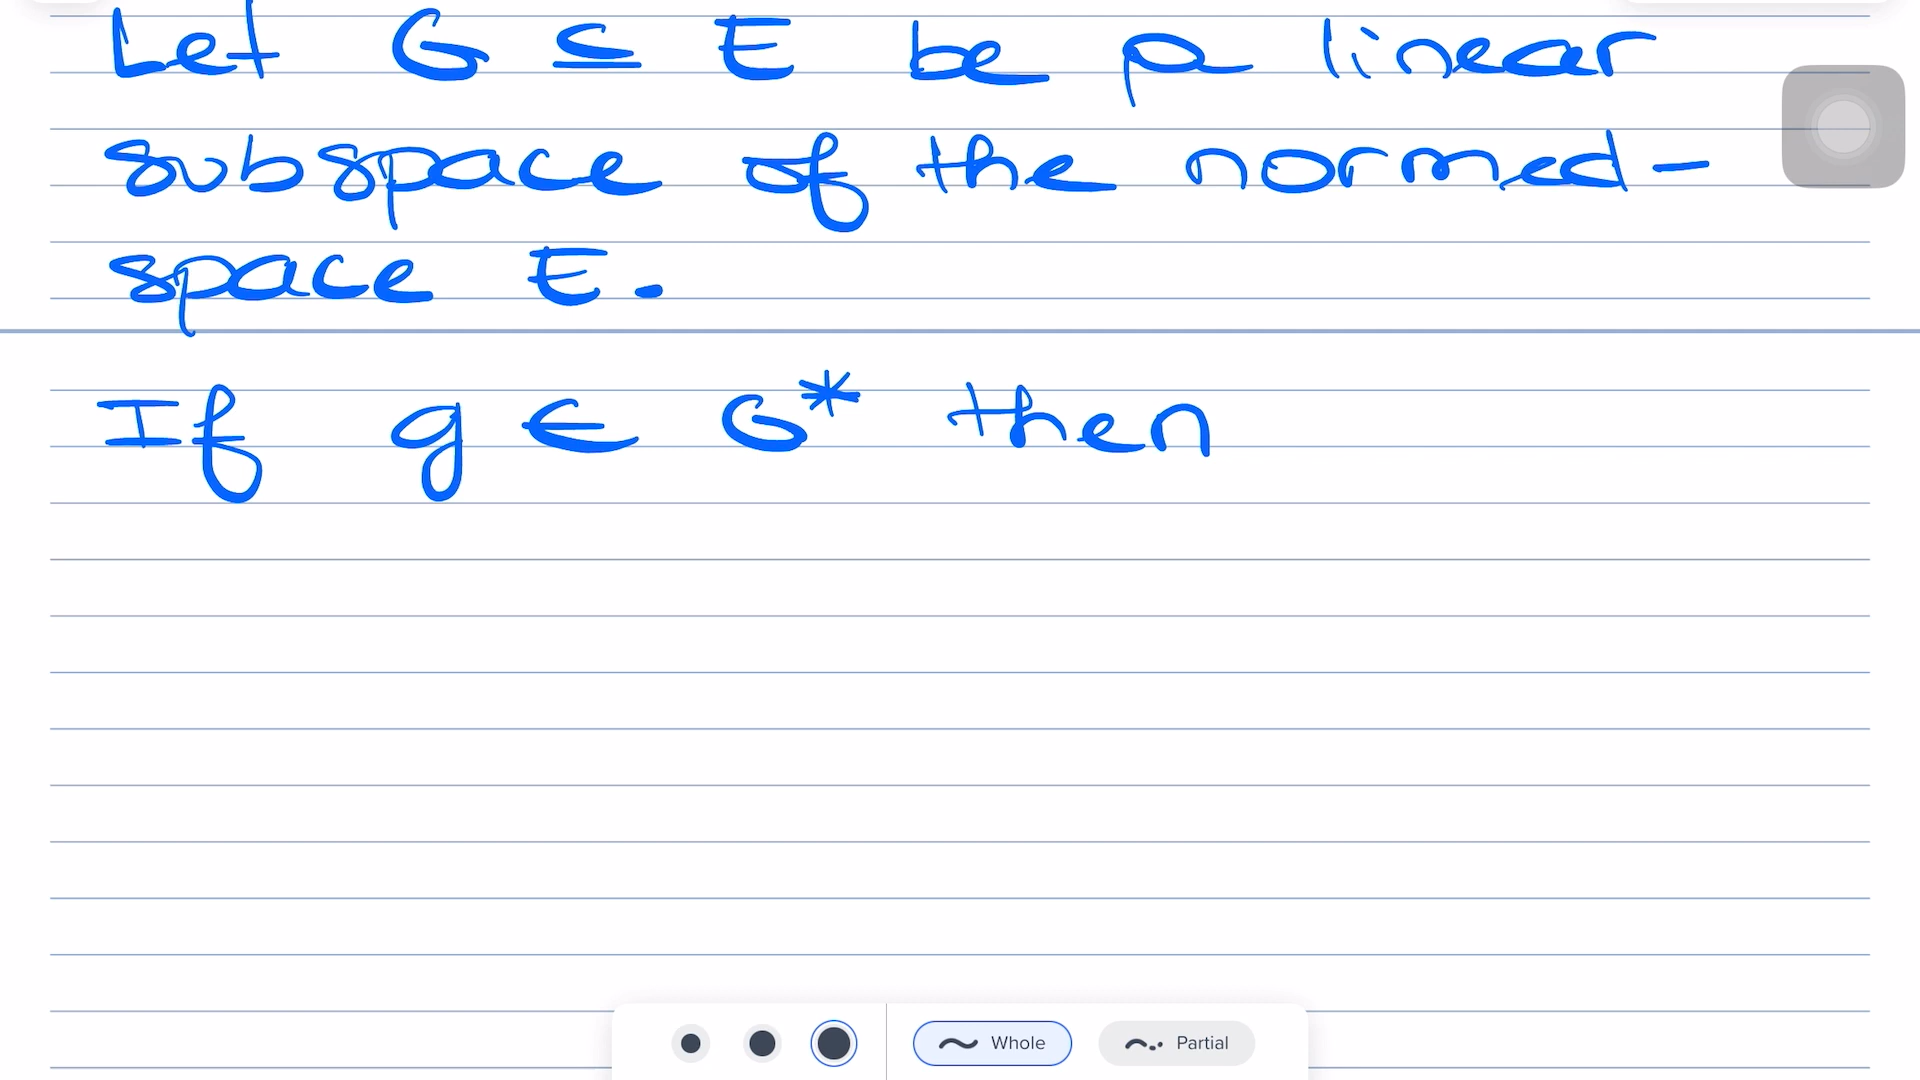 Let G ⊆ E be a linear
subspace of the normed-
space E.
If g ∈ G* then
Whole Partial